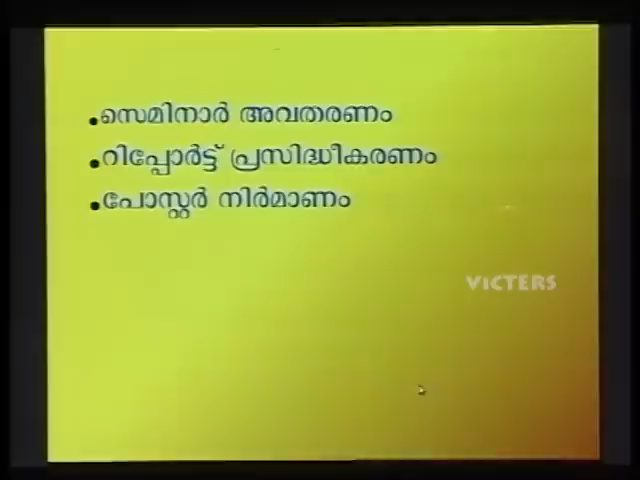 •സെമിനാർ അവതരണം
•റിപ്പോർട്ട് പ്രസിദ്ധീകരണം
•പോസ്റ്റർ നിർമാണം
VICTERS